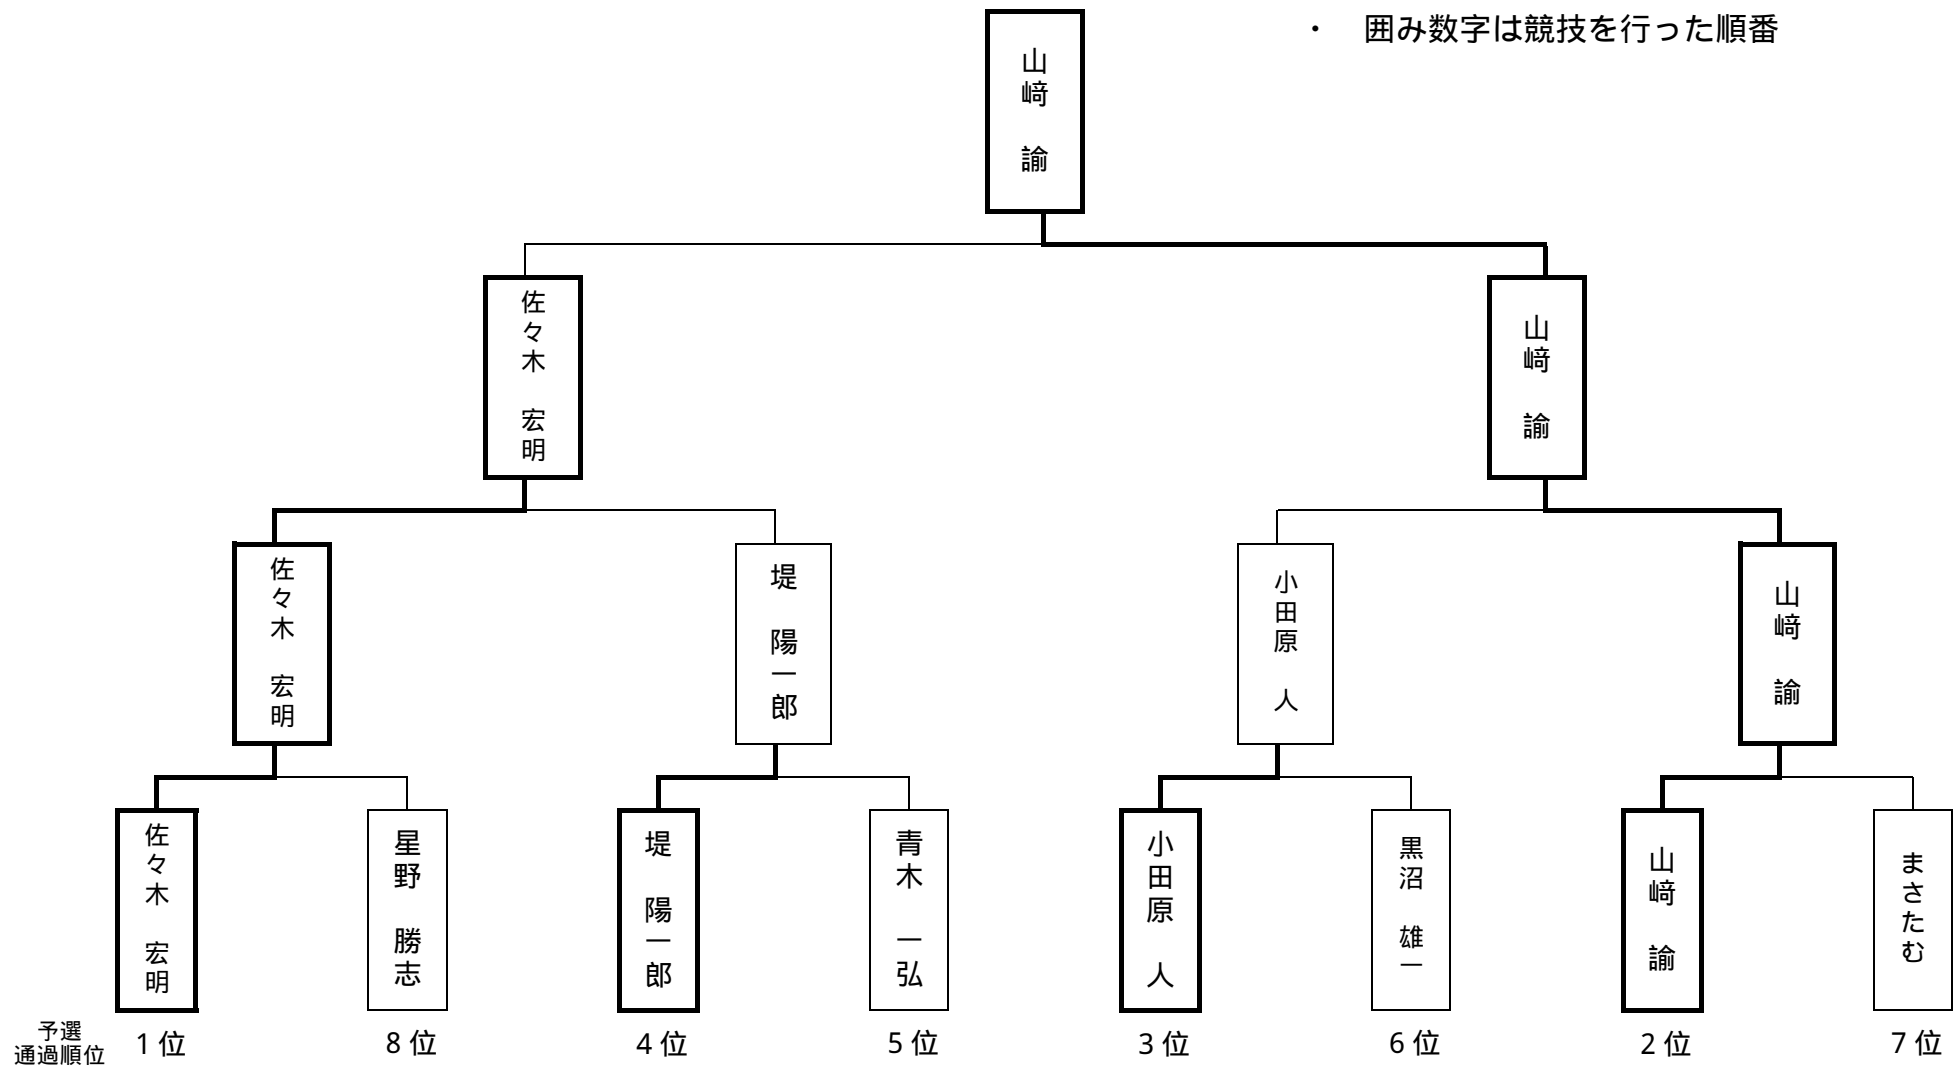 ・ 囲み数字は競技を行った順番
山﨑 諭
佐々木 宏明
山﨑 諭
佐々木 宏明
堤 陽一郎
小田原 人
山﨑 諭
佐々木 宏明
星野 勝志
堤 陽一郎
青木 一弘
小田原 人
黒沼 雄一
山﨑 諭
まさたむ
予選
通過順位
1 位
8 位
4 位
5 位
3 位
6 位
2 位
7 位